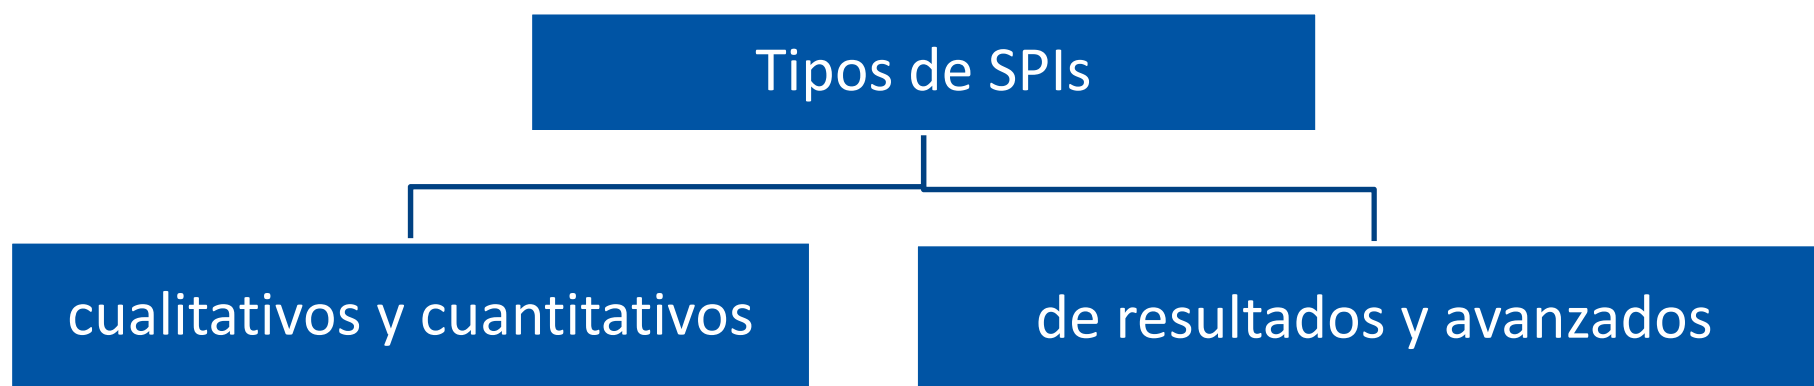 Tipos de SPIs
cualitativos y cuantitativos
de resultados y avanzados